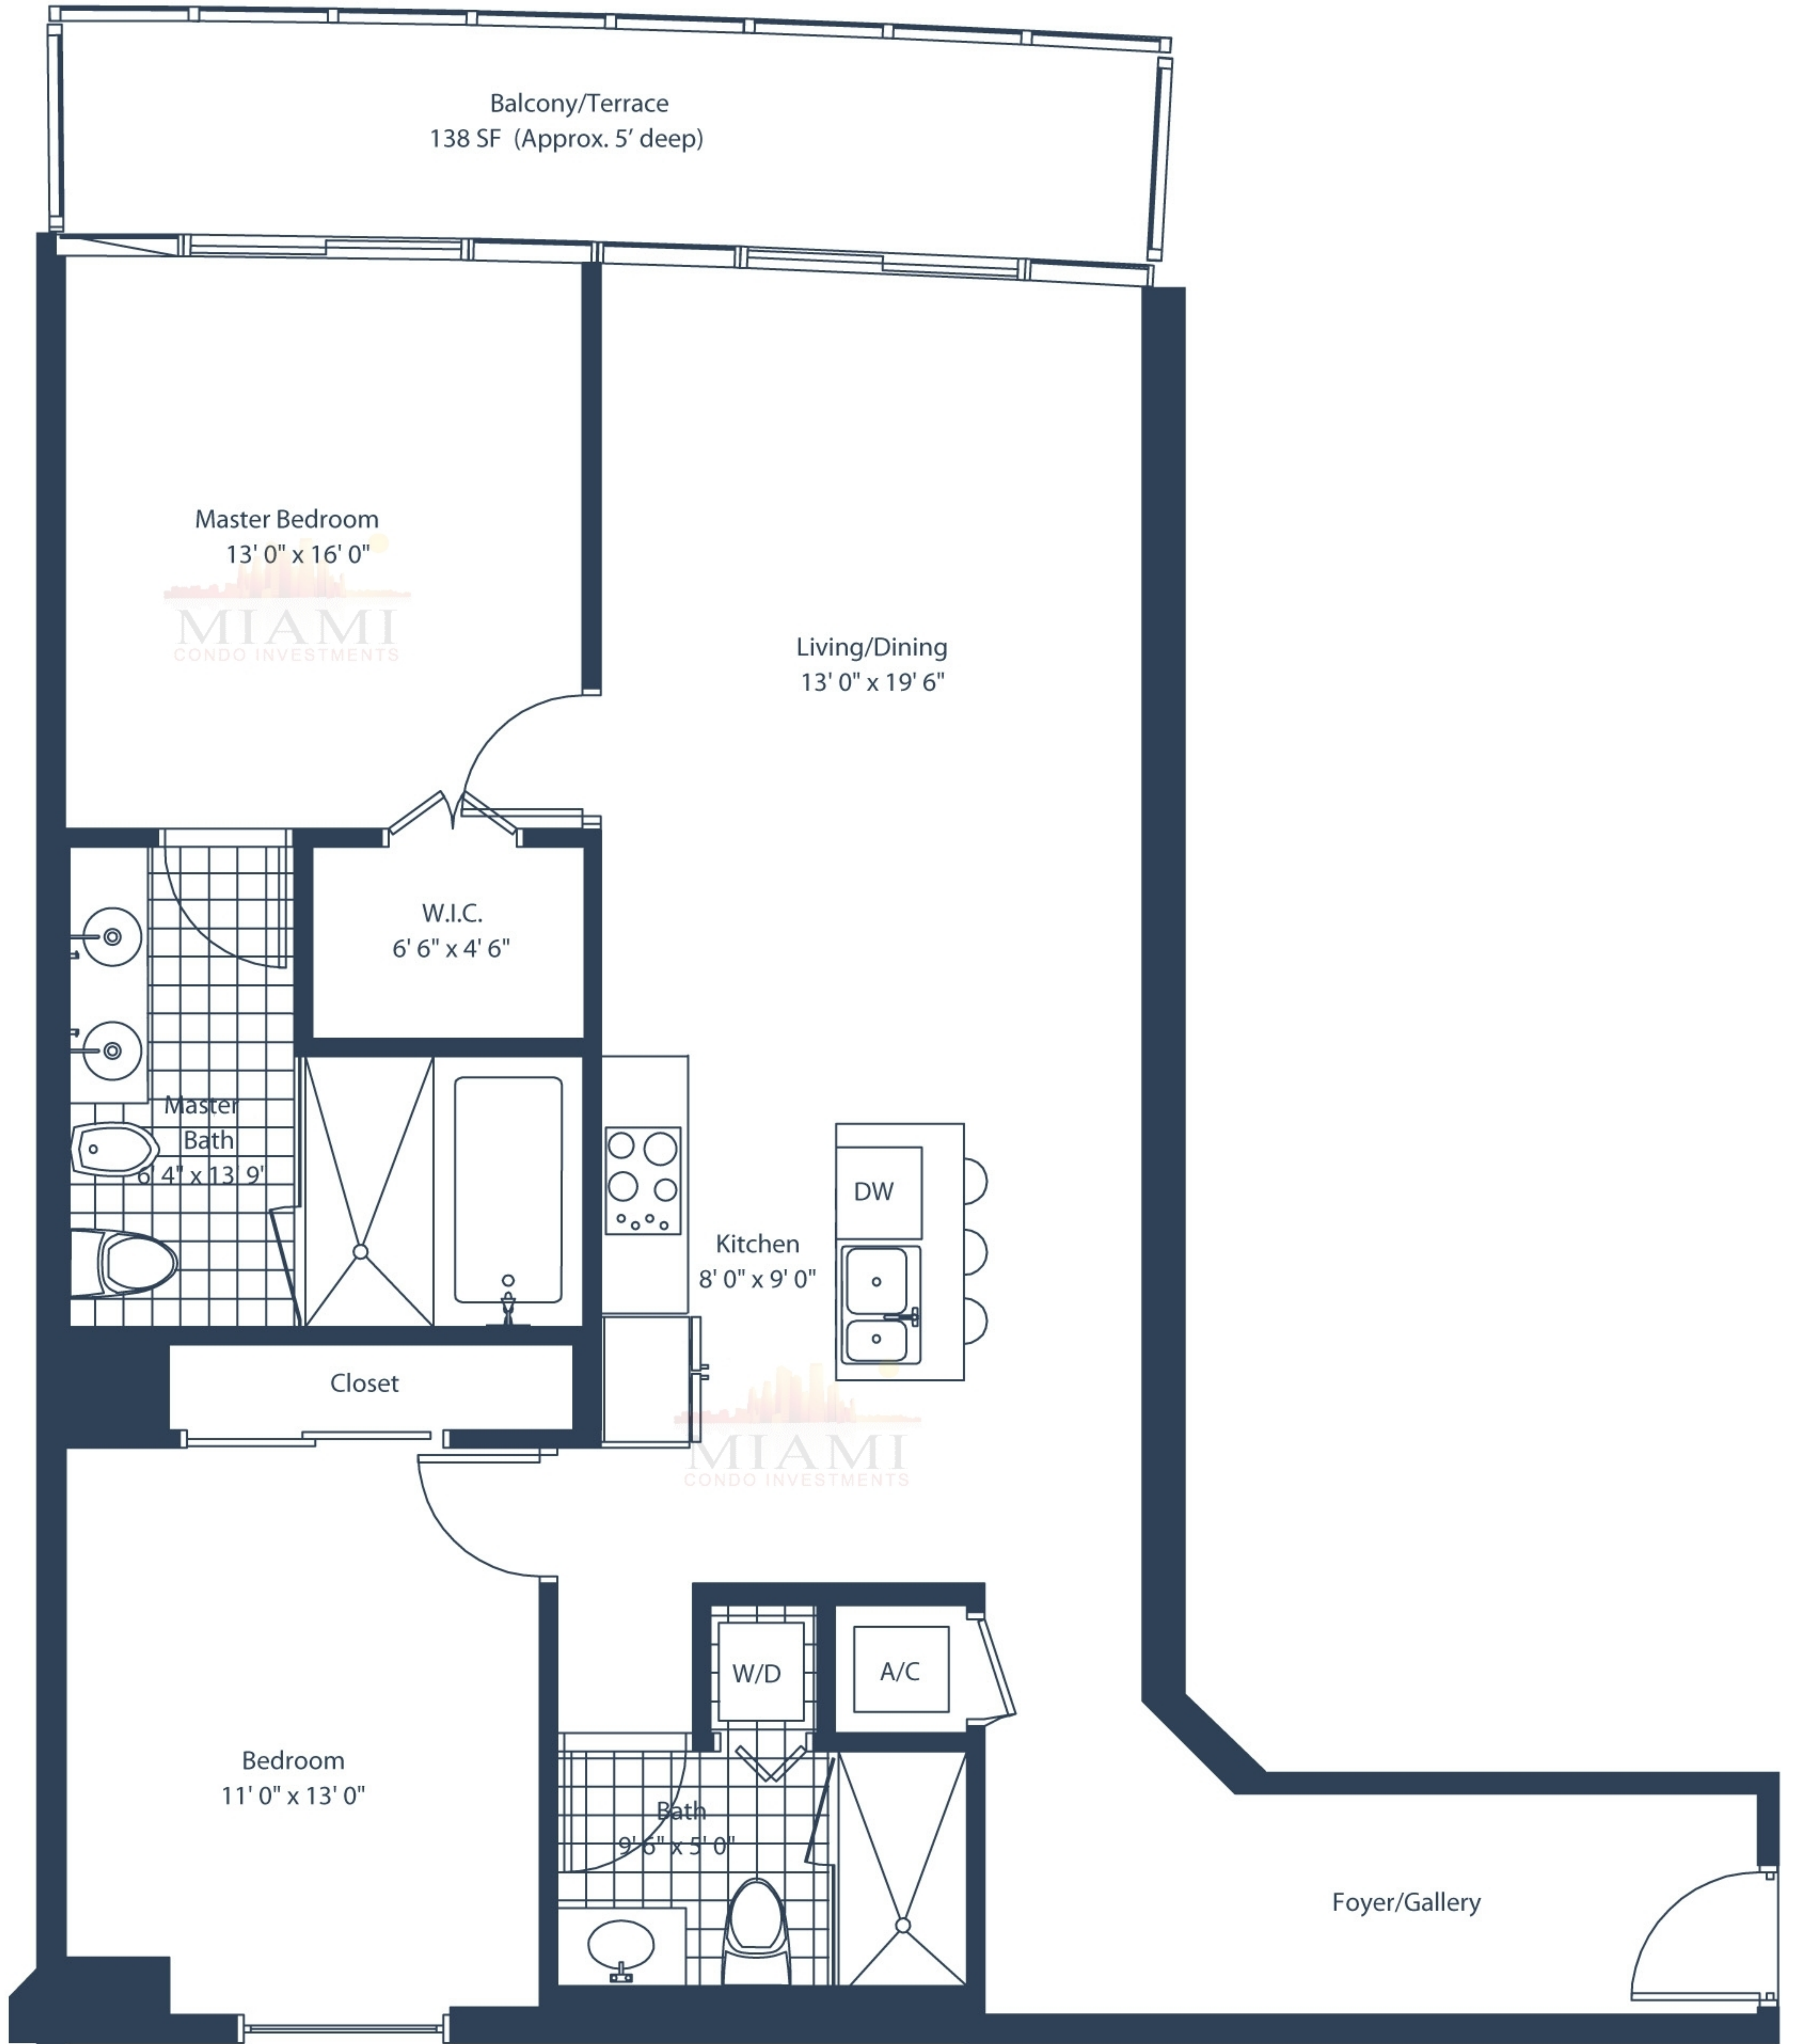 Balcony/Terrace
138 SF (Approx. 5' deep)
Master Bedroom
13' 0" x 16' 0"
MIAMI
CONDO INVESTMENTS
Living/Dining
13' 0" x 19' 6"
W.I.C.
6' 6" x 4' 6"
Master
Bath
6' 4" x 13' 9'
DW
Kitchen
8' 0" x 9' 0"
Closet
MIAMI
CONDO INVESTMENTS
W/D
A/C
Bedroom
11' 0" x 13' 0"
Bath
9' 6" x 5' 0"
Foyer/Gallery